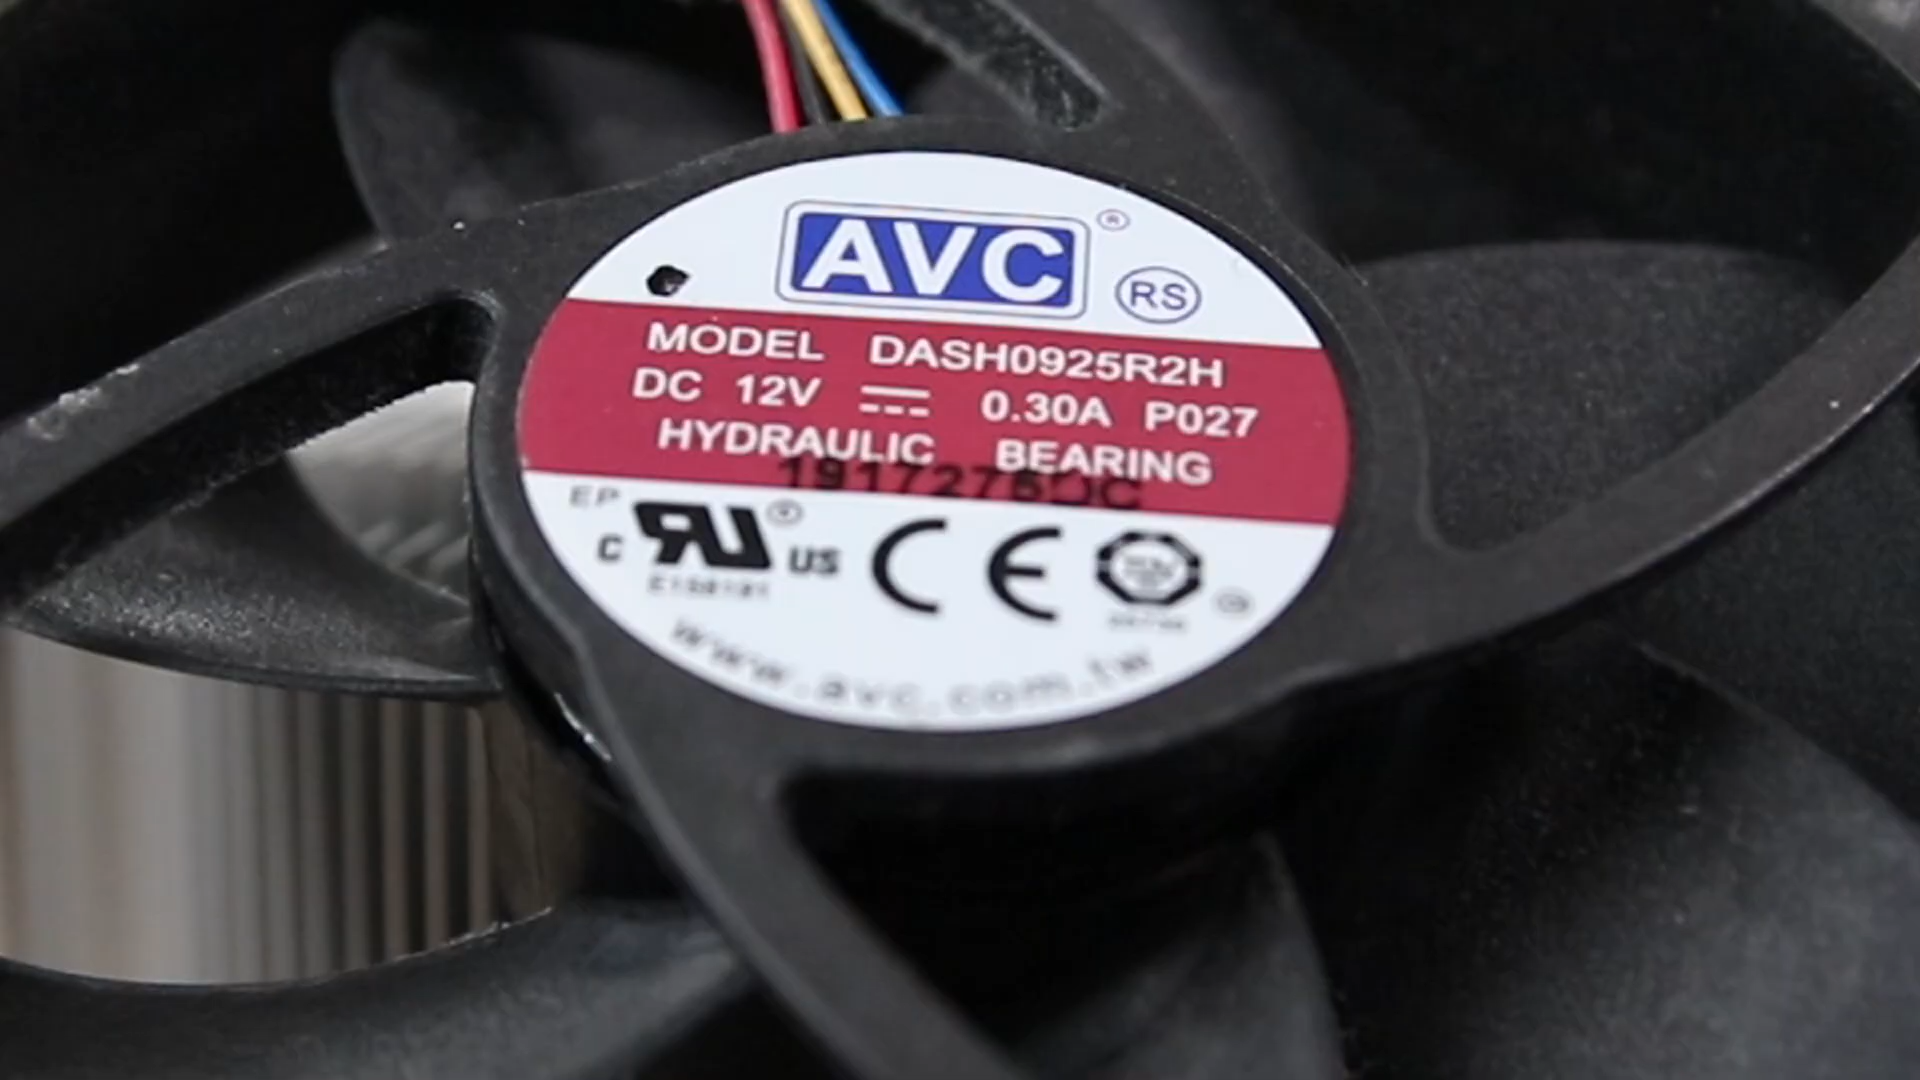 AVC ®
RS
MODEL DASH0925R2H
DC 12V 0.30A P027
HYDRAULIC BEARING
EP
C US ® CE
www.avc.com.tw